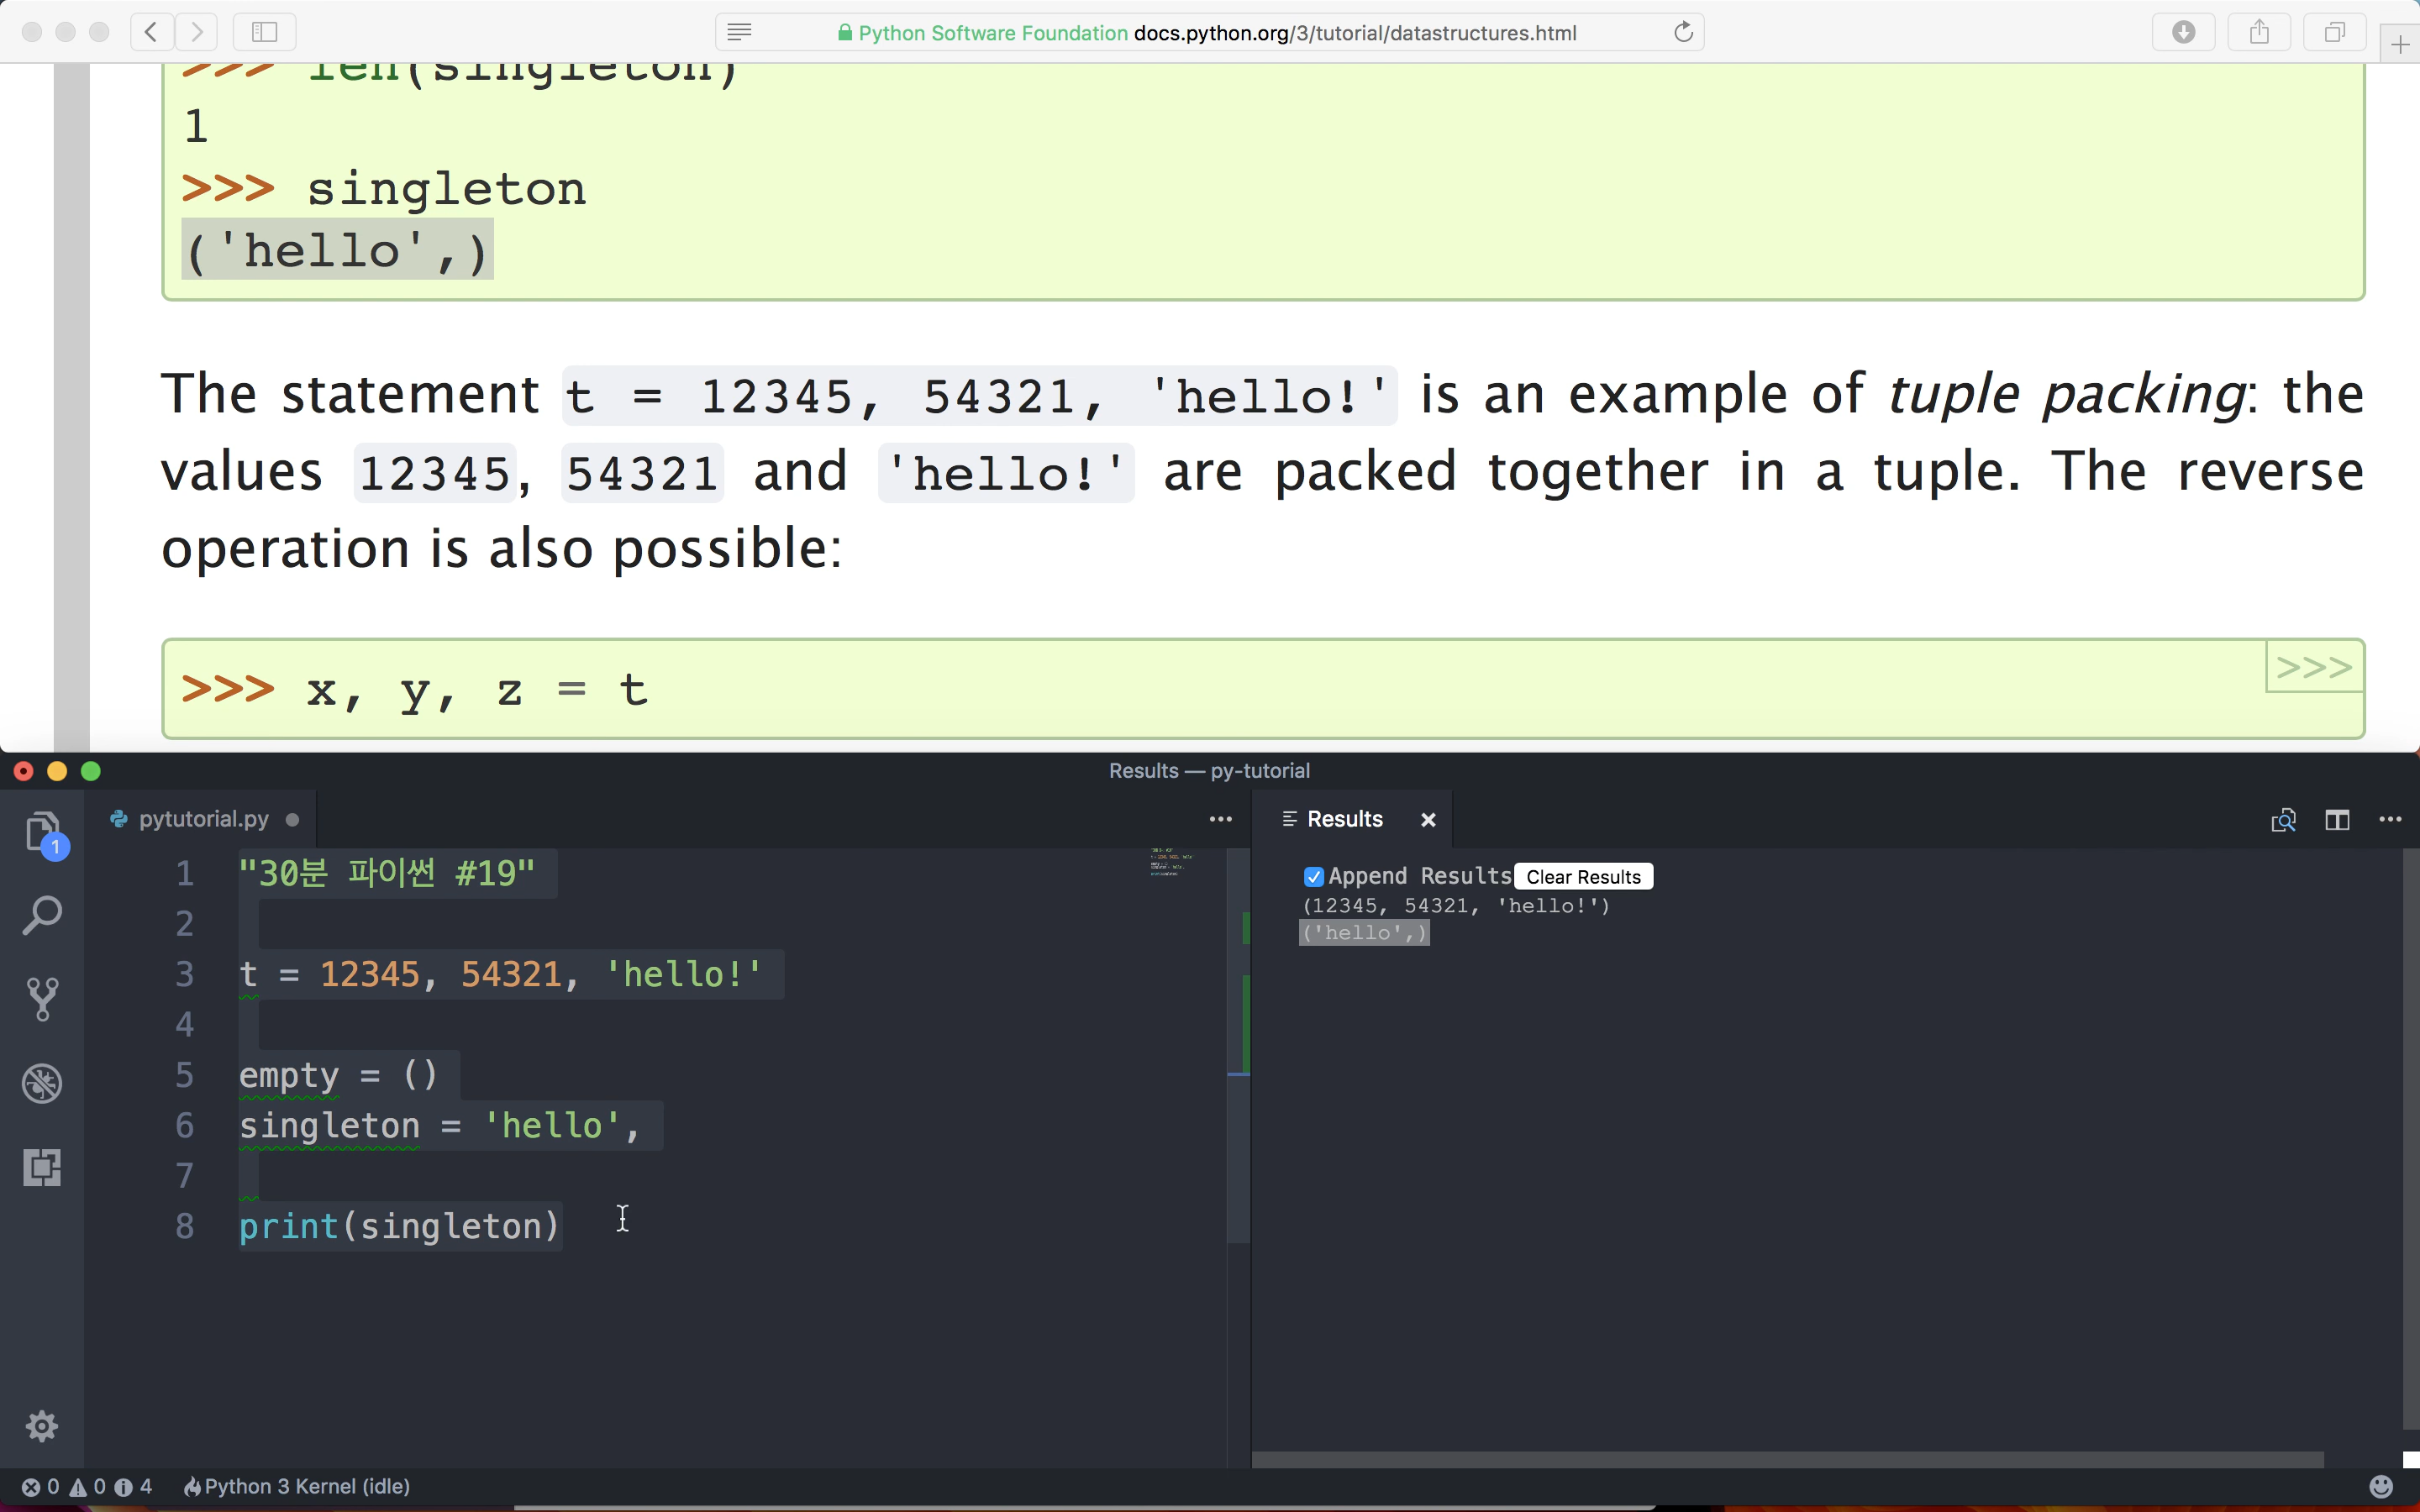 Python Software Foundation docs.python.org/3/tutorial/datastructures.html
>>> len(singleton)
1
>>> singleton
('hello',)
The statement t = 12345, 54321, 'hello!' is an example of tuple packing: the
values 12345, 54321 and 'hello!' are packed together in a tuple. The reverse
operation is also possible:
>>>
>>> x, y, z = t
Results — py-tutorial
pytutorial.py
1
1 "30분 파이썬 #19"
2
3 t = 12345, 54321, 'hello!'
4
5 empty = ()
6 singleton = 'hello',
7
8 print(singleton)
Results
Append Results Clear Results
(12345, 54321, 'hello!')
('hello',)
0 0 4 Python 3 Kernel (idle)